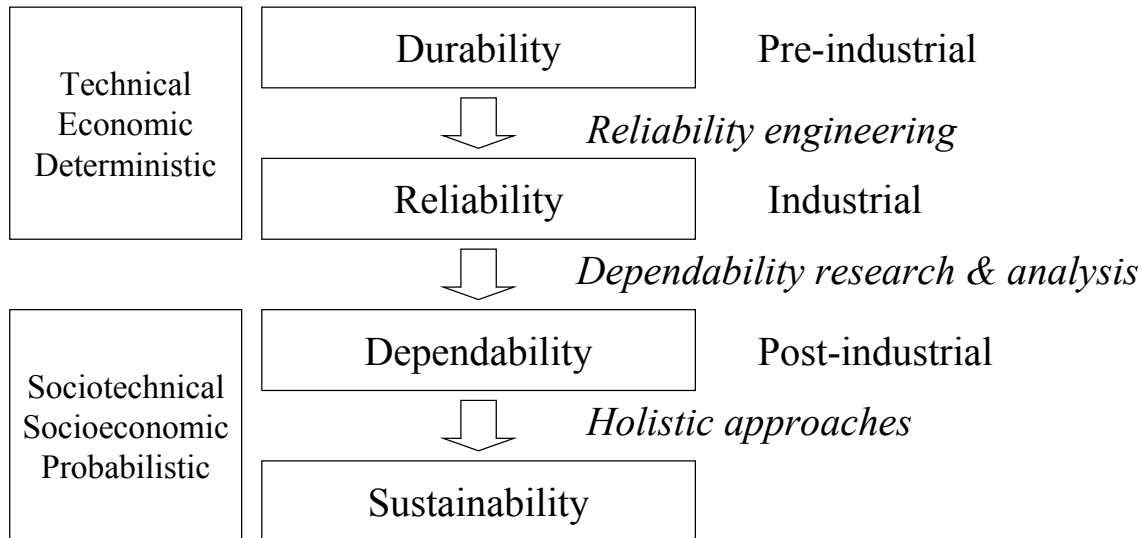 Technical
Economic
Deterministic
Durability
Pre-industrial
Reliability engineering
Reliability
Industrial
Dependability research & analysis
Sociotechnical
Socioeconomic
Probabilistic
Dependability
Post-industrial
Holistic approaches
Sustainability